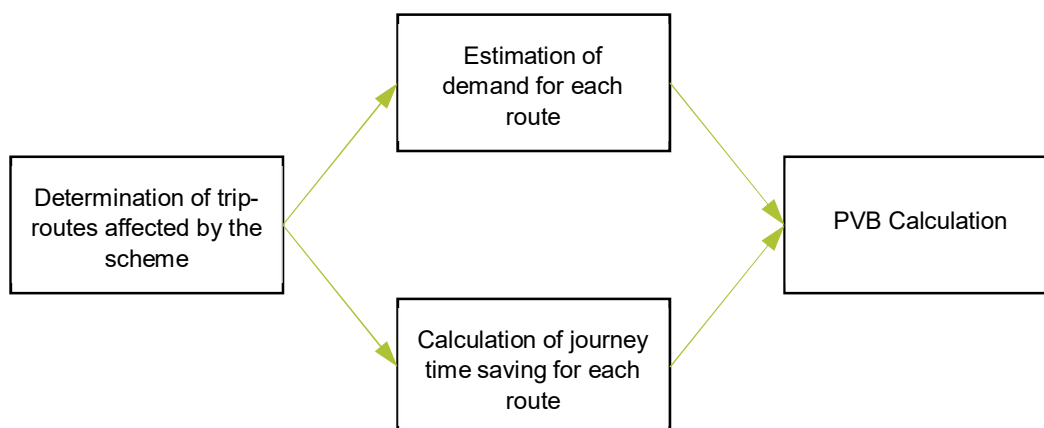 Estimation of
demand for each
route
Determination of trip-
routes affected by the
scheme
PVB Calculation
Calculation of journey
time saving for each
route